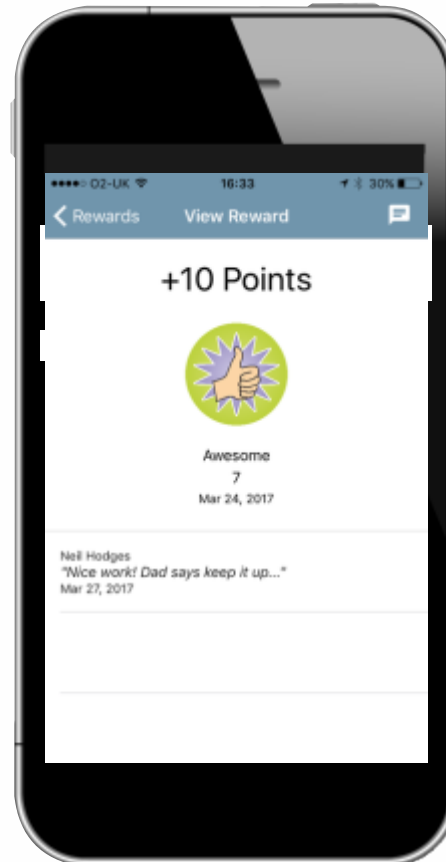 ●●●●○ O2-UK 16:33 30%
Rewards View Reward
+10 Points
Awesome
7
Mar 24, 2017
Neil Hodges
"Nice work! Dad says keep it up..."
Mar 27, 2017